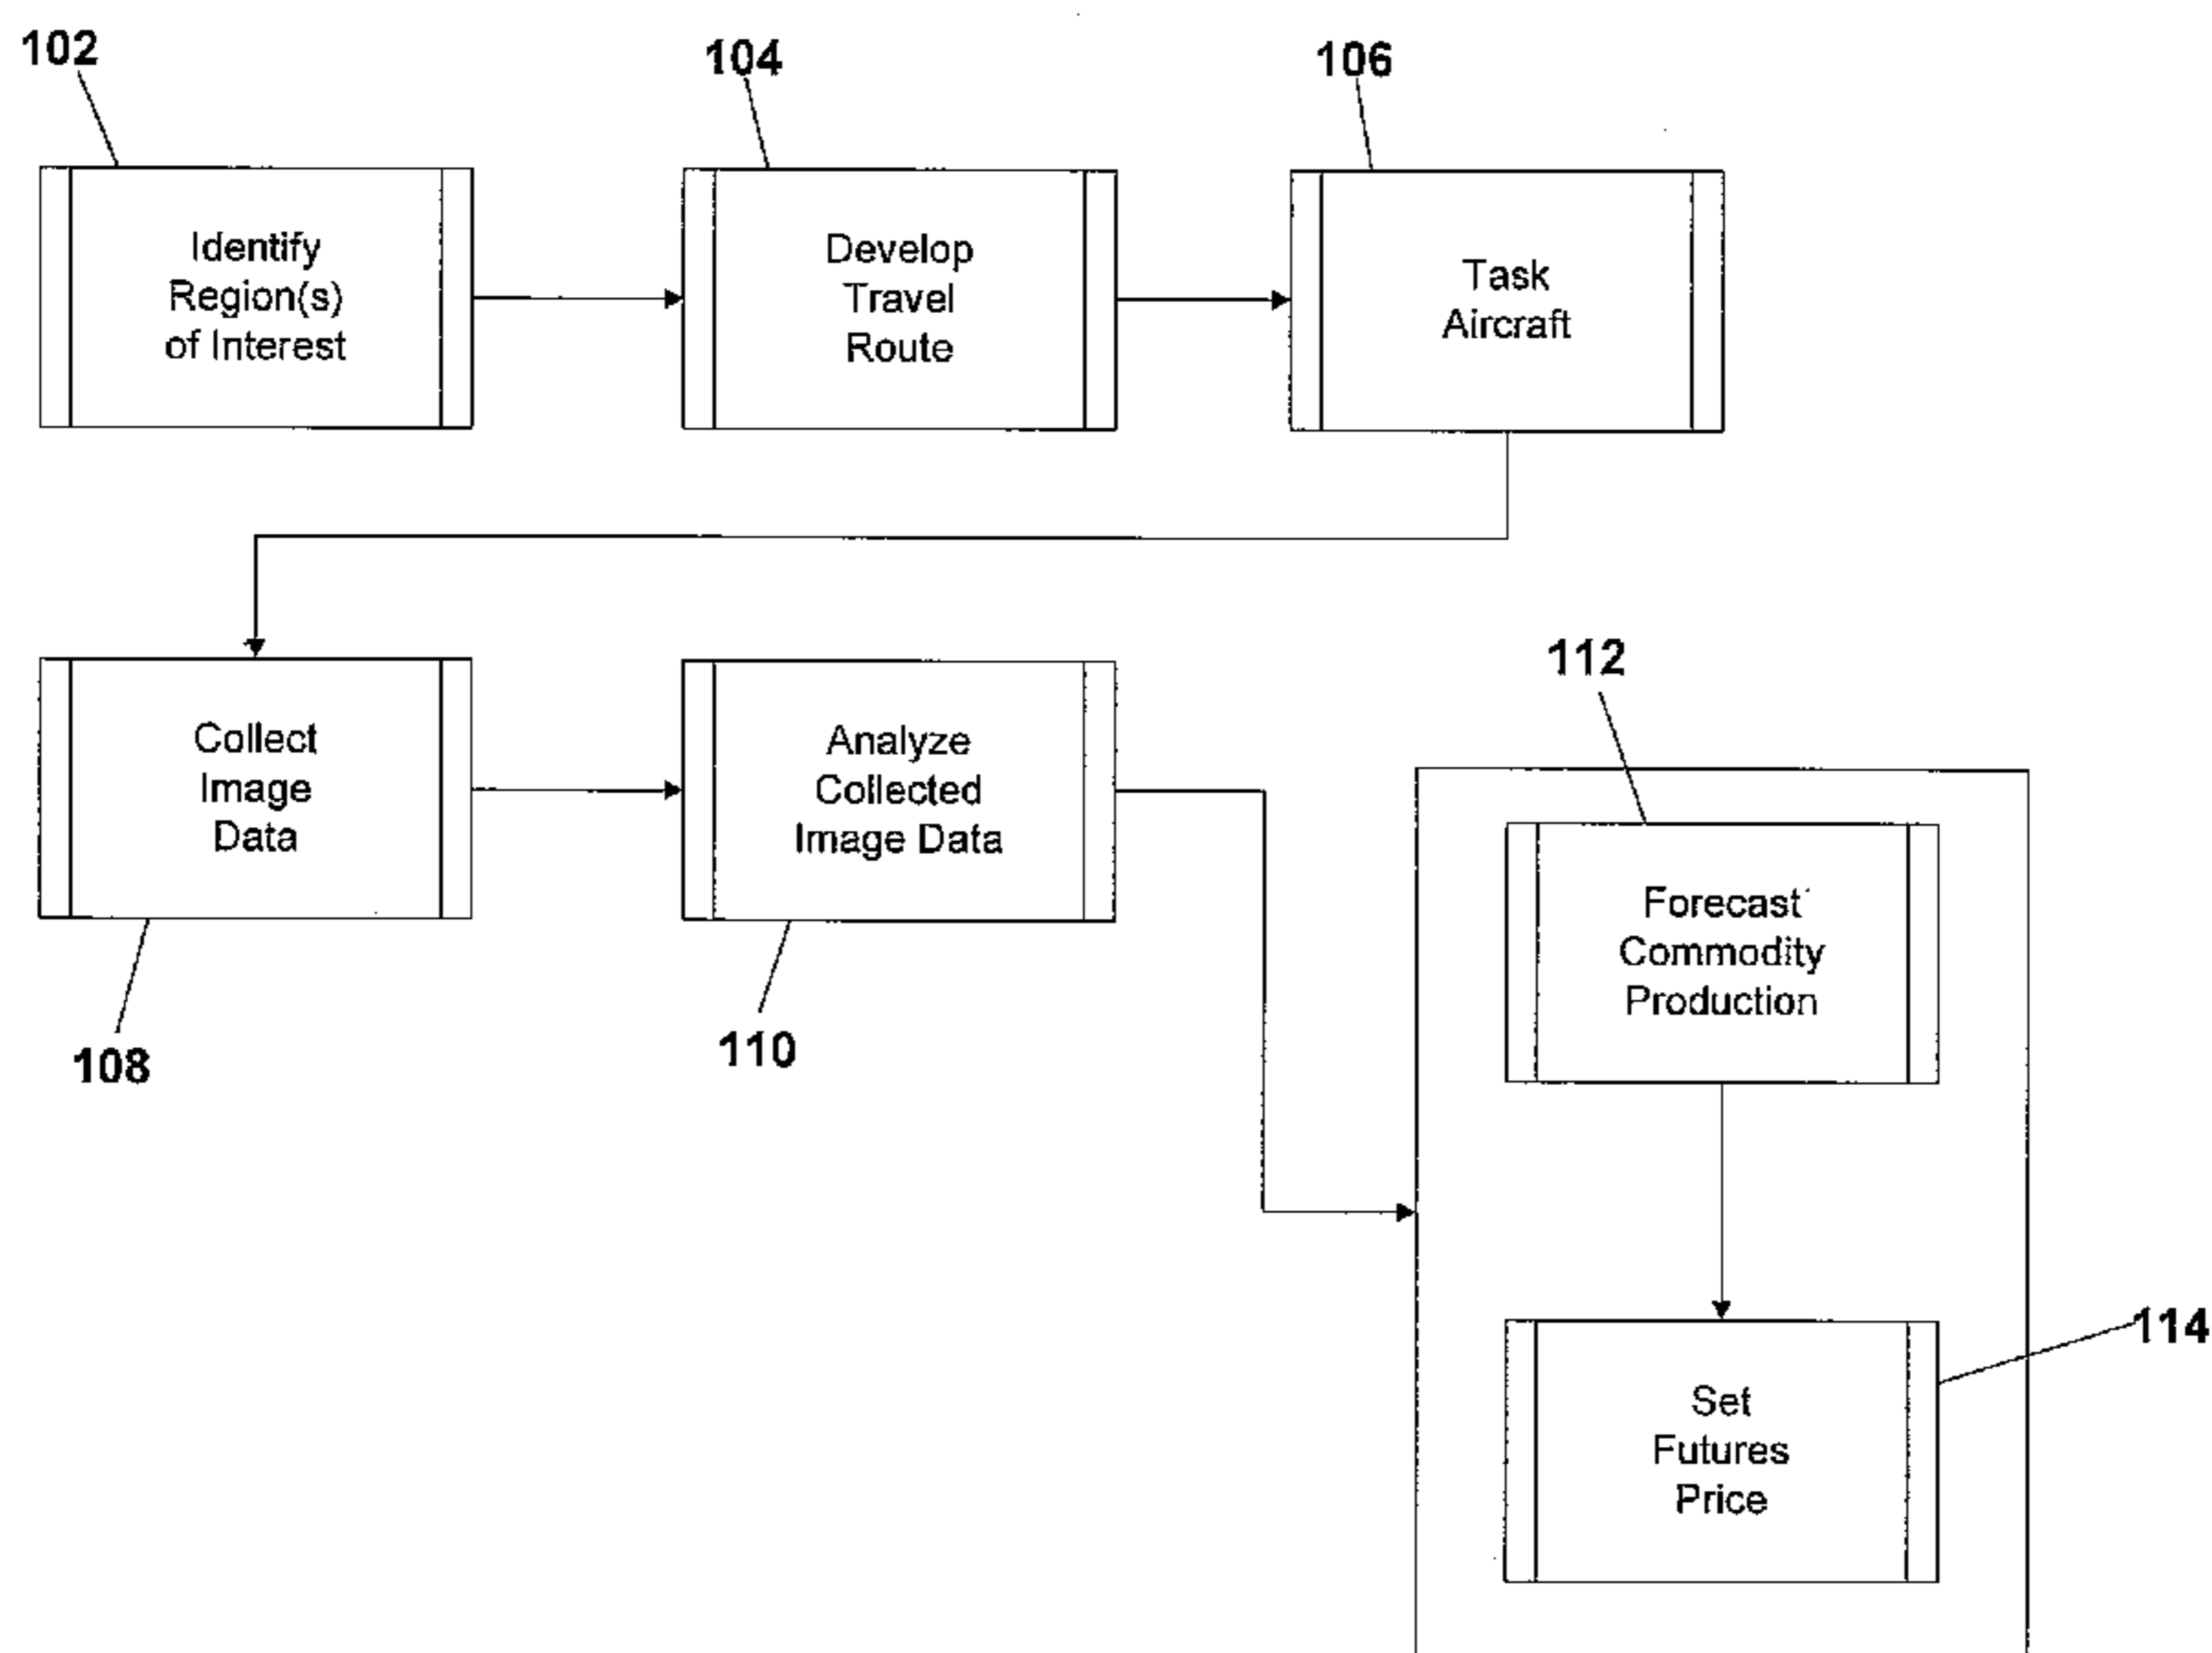 102
104
106
Identify
Region(s)
of Interest
Develop
Travel
Route
Task
Aircraft
Collect
Image
Data
108
Analyze
Collected
Image Data
110
112
Forecast
Commodity
Production
114
Set
Futures
Price